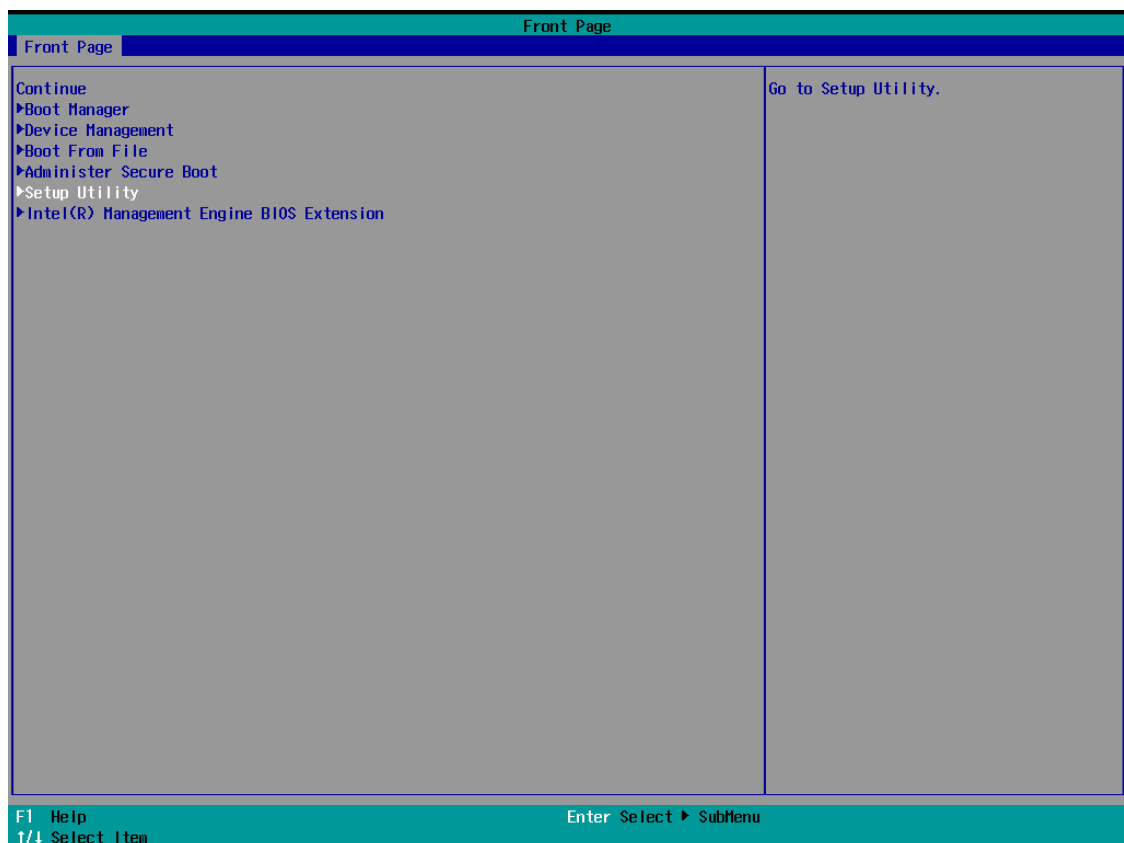 Front Page
Front Page
Continue
▶Boot Manager
▶Device Management
▶Boot From File
▶Administer Secure Boot
▶Setup Utility
▶Intel(R) Management Engine BIOS Extension
Go to Setup Utility.
F1 Help
Enter Select ▶ SubMenu
↑/↓ Select Item